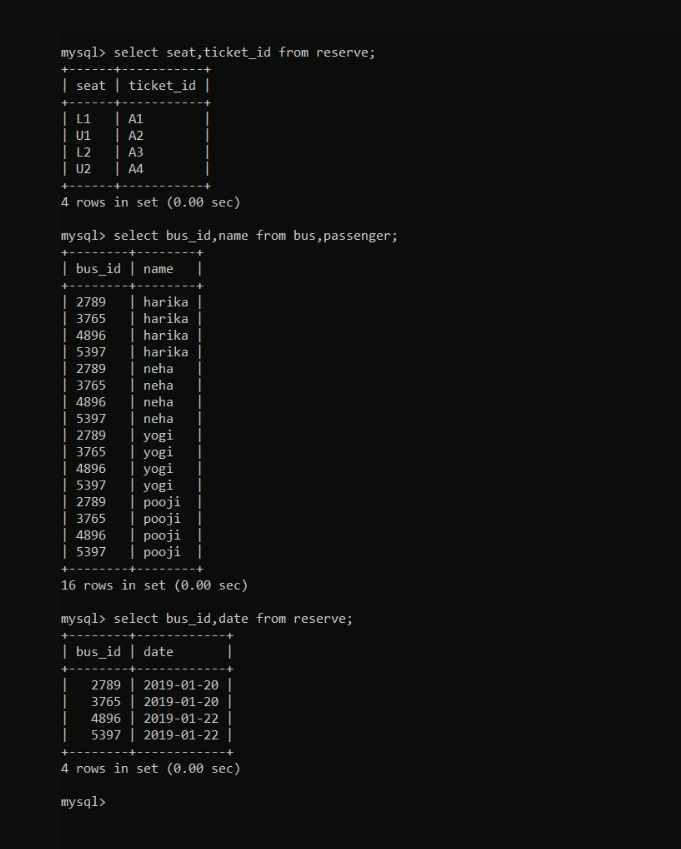 mysql> select seat,ticket_id from reserve;
+------+-----------+
| seat | ticket_id |
+------+-----------+
| L1   | A1        |
| U1   | A2        |
| L2   | A3        |
| U2   | A4        |
+------+-----------+
4 rows in set (0.00 sec)

mysql> select bus_id,name from bus,passenger;
+--------+--------+
| bus_id | name   |
+--------+--------+
| 2789   | harika |
| 3765   | harika |
| 4896   | harika |
| 5397   | harika |
| 2789   | neha   |
| 3765   | neha   |
| 4896   | neha   |
| 5397   | neha   |
| 2789   | yogi   |
| 3765   | yogi   |
| 4896   | yogi   |
| 5397   | yogi   |
| 2789   | pooji  |
| 3765   | pooji  |
| 4896   | pooji  |
| 5397   | pooji  |
+--------+--------+
16 rows in set (0.00 sec)

mysql> select bus_id,date from reserve;
+--------+------------+
| bus_id | date       |
+--------+------------+
|   2789 | 2019-01-20 |
|   3765 | 2019-01-20 |
|   4896 | 2019-01-22 |
|   5397 | 2019-01-22 |
+--------+------------+
4 rows in set (0.00 sec)

mysql>